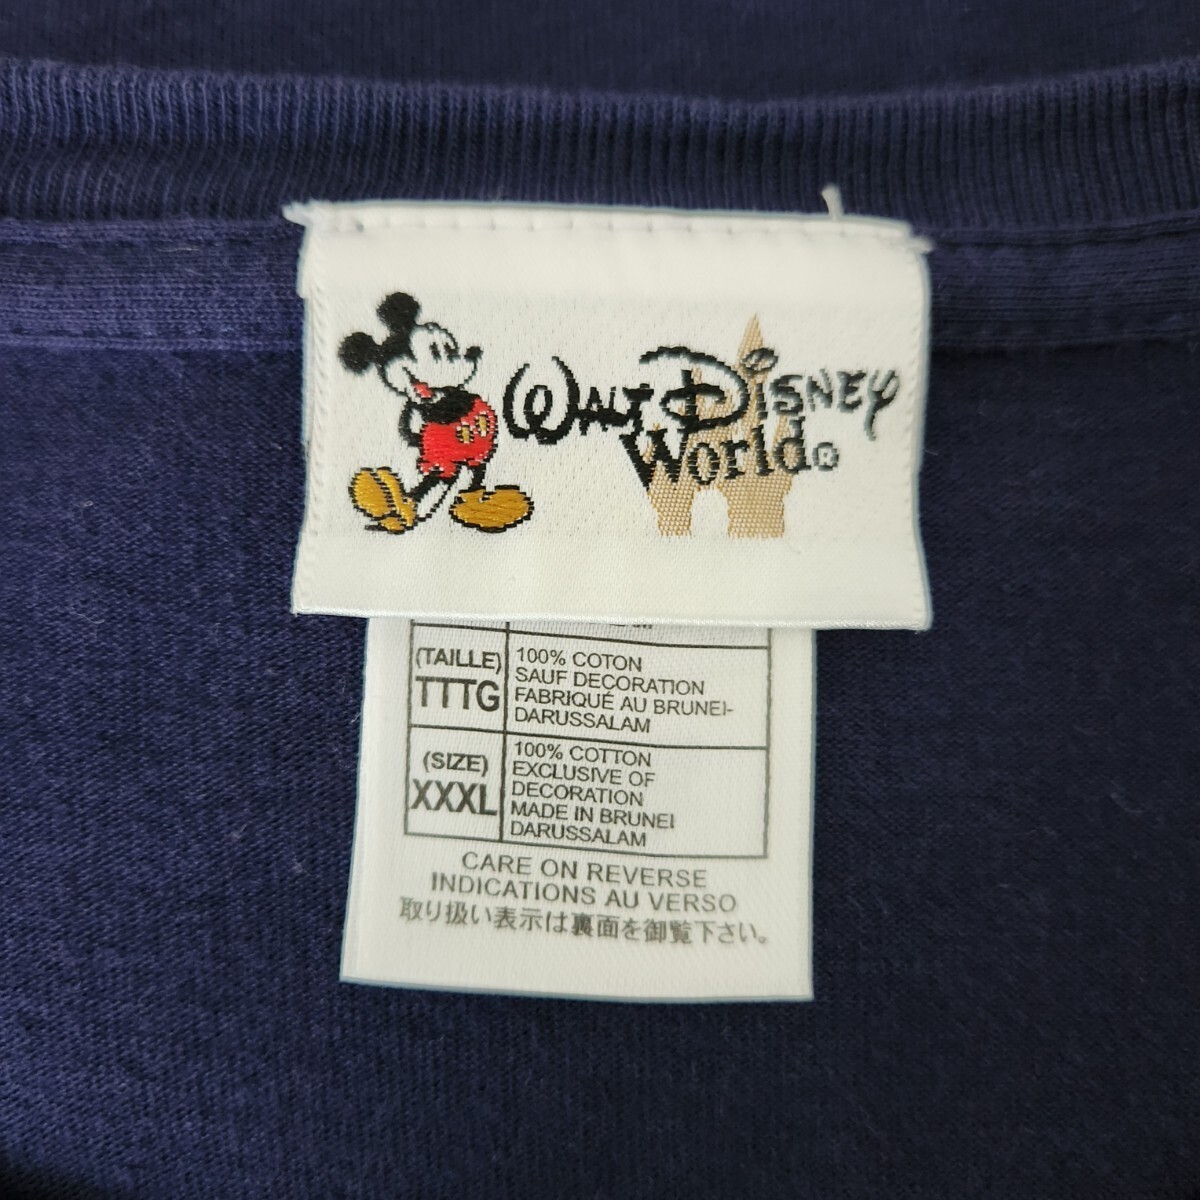 WALT DISNEY
World®
(TAILLE)
TTTG
100% COTON
SAUF DECORATION
FABRIQUÉ AU BRUNEI-
DARUSSALAM
(SIZE)
XXXL
100% COTTON
EXCLUSIVE OF
DECORATION
MADE IN BRUNEI
DARUSSALAM
CARE ON REVERSE
INDICATIONS AU VERSO
取り扱い表示は裏面を御覧下さい。